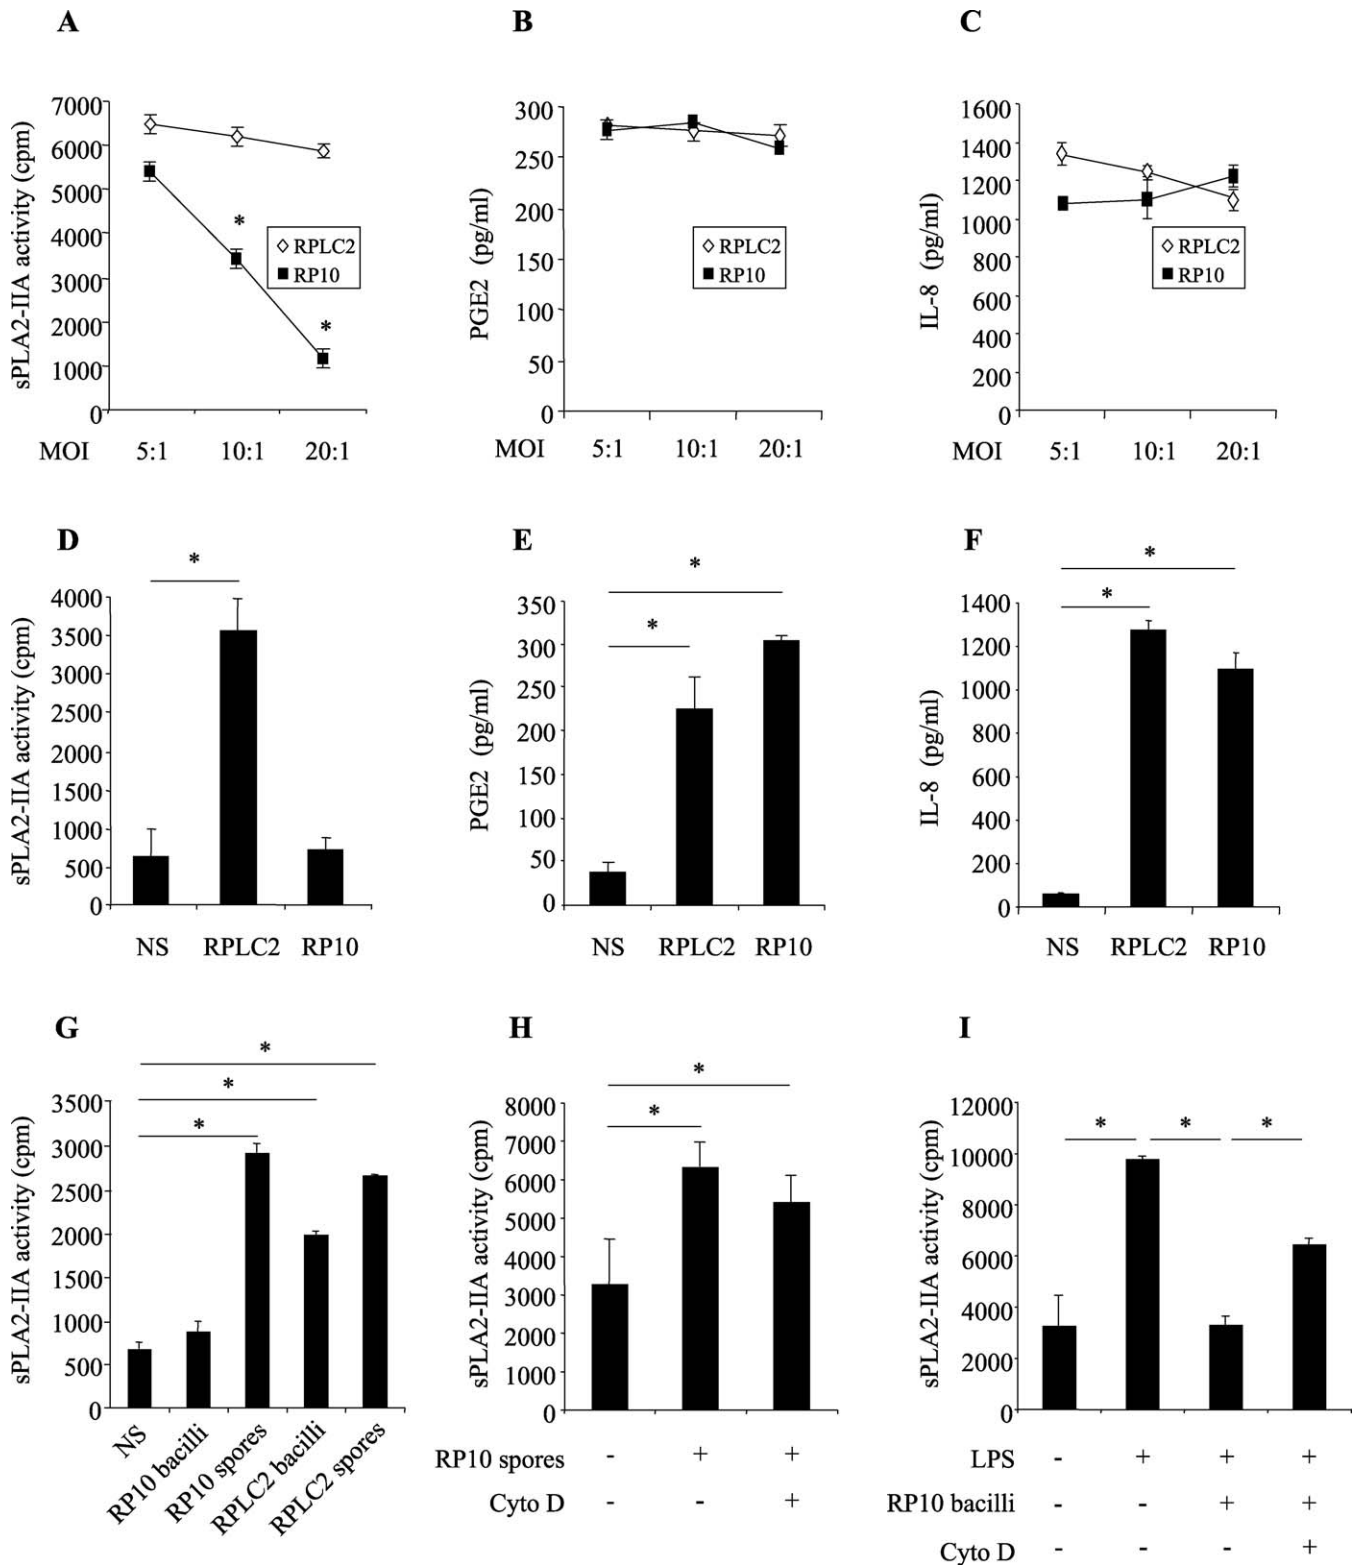 A
B
C
sPLA2-IIA activity (cpm)
7000
6000
5000
4000
3000
2000
1000
0
*
*
RPLC2
RP10
MOI 5:1 10:1 20:1
PGE2 (pg/ml)
300
250
200
150
100
50
0
RPLC2
RP10
MOI 5:1 10:1 20:1
IL-8 (pg/ml)
1600
1400
1200
1000
800
600
400
200
0
RPLC2
RP10
MOI 5:1 10:1 20:1
D
E
F
sPLA2-IIA activity (cpm)
4000
3500
3000
2500
2000
1500
1000
500
0
*
NS RPLC2 RP10
PGE2 (pg/ml)
350
300
250
200
150
100
50
0
*
*
NS RPLC2 RP10
IL-8 (pg/ml)
1400
1200
1000
800
600
400
200
0
*
*
NS RPLC2 RP10
G
H
I
sPLA2-IIA activity (cpm)
3500
3000
2500
2000
1500
1000
500
0
*
*
*
NS
RP10 bacilli
RP10 spores
RPLC2 bacilli
RPLC2 spores
sPLA2-IIA activity (cpm)
8000
7000
6000
5000
4000
3000
2000
1000
0
*
*
RP10 spores - + +
Cyto D - - +
sPLA2-IIA activity (cpm)
12000
10000
8000
6000
4000
2000
0
* * *
LPS - + + +
RP10 bacilli - - + +
Cyto D - - - +